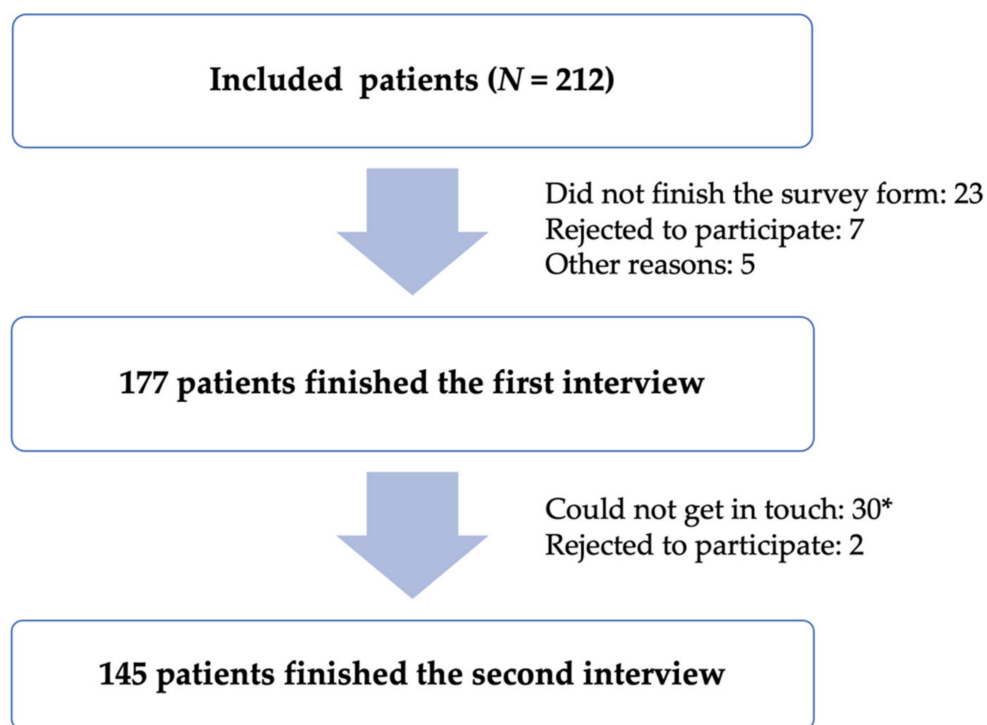 Included patients (N = 212)
Did not finish the survey form: 23
Rejected to participate: 7
Other reasons: 5
177 patients finished the first interview
Could not get in touch: 30*
Rejected to participate: 2
145 patients finished the second interview